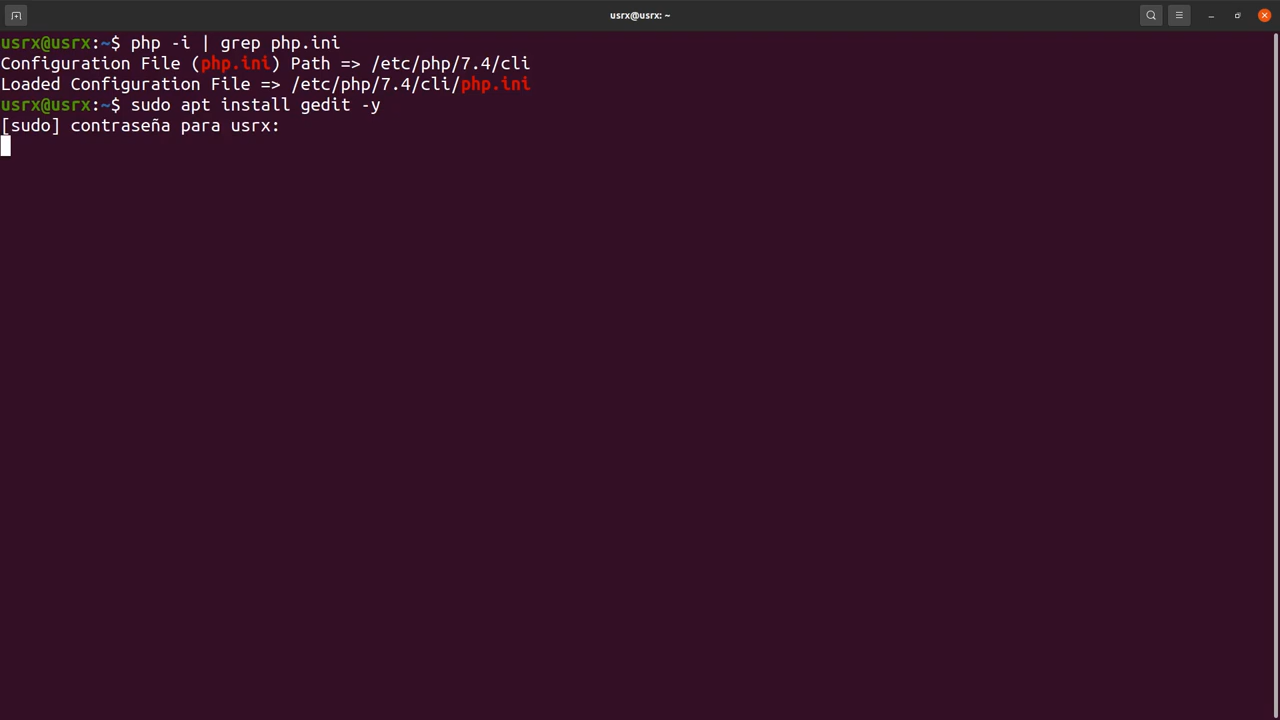 usrx@usrx: ~
usrx@usrx:~$ php -i | grep php.ini
Configuration File (php.ini) Path => /etc/php/7.4/cli
Loaded Configuration File => /etc/php/7.4/cli/php.ini
usrx@usrx:~$ sudo apt install gedit -y
[sudo] contraseña para usrx: